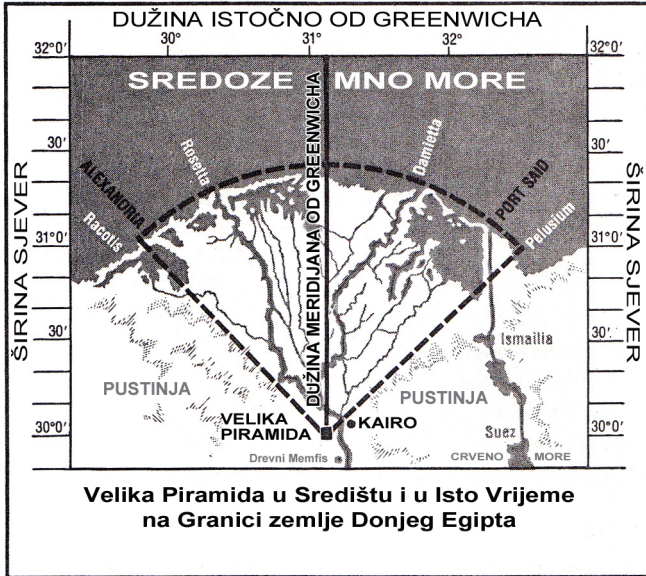 DUŽINA ISTOČNO OD GREENWICHA
30° 31° 32°
32°0' 32°0'
SREDOZEMNO MORE
30' 30'
ŠIRINA SJEVER
ŠIRINA SJEVER
DUŽINA MERIDIJANA OD GREENWICHA
Rosetta
Damietta
ALEXANDRIA
PORT SAID
Racotis
Pelusium
31°0' 31°0'
30' 30'
Ismailia
PUSTINJA
PUSTINJA
VELIKA
PIRAMIDA
KAIRO
30°0' 30°0'
Suez
Drevni Memfis
CRVENO MORE
Velika Piramida u Središtu i u Isto Vrijeme
na Granici zemlje Donjeg Egipta